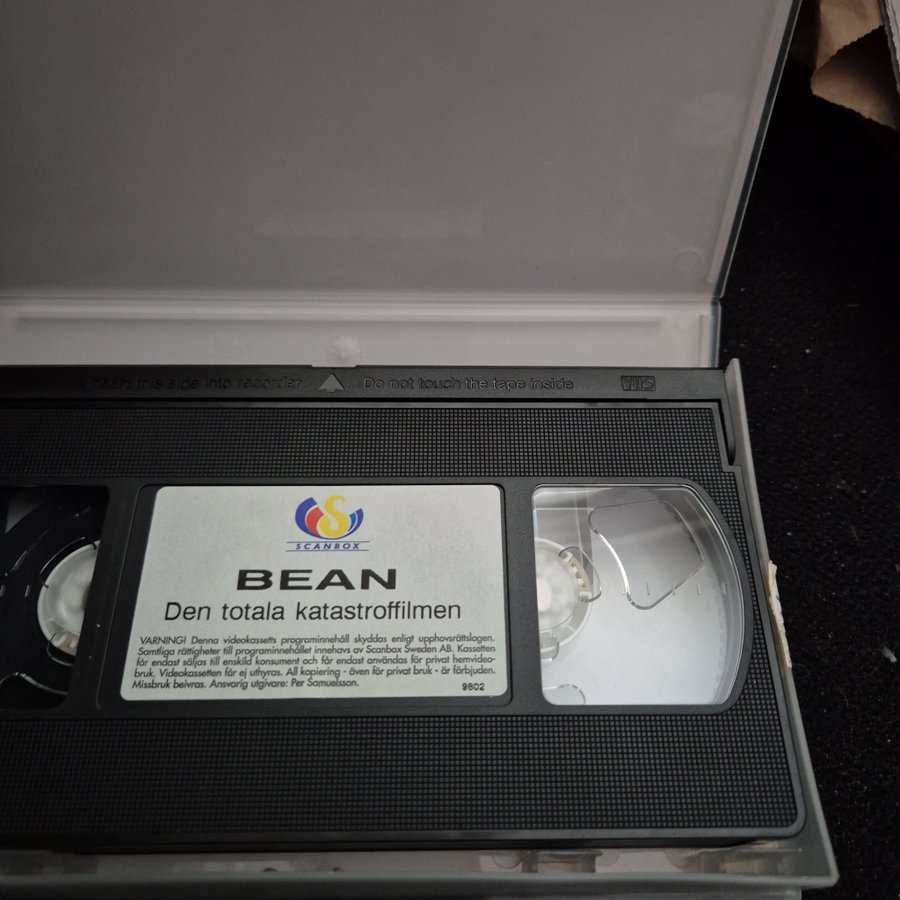 Insert this side into recorder Do not touch the tape inside VHS
SCANBOX
BEAN
Den totala katastroffilmen
VARNING! Denna videokassetts programinnehåll skyddas enligt upphovsrättslagen.
Samtliga rättigheter till programinnehållet innehavs av Scanbox Sweden AB. Kassetten
får endast säljas till enskild konsument och får endast användas för privat hemvideo-
bruk. Videokassetten får ej uthyras. All kopiering - även för privat bruk - är förbjuden.
Missbruk beivras. Ansvarig utgivare: Per Samuelsson.
9802